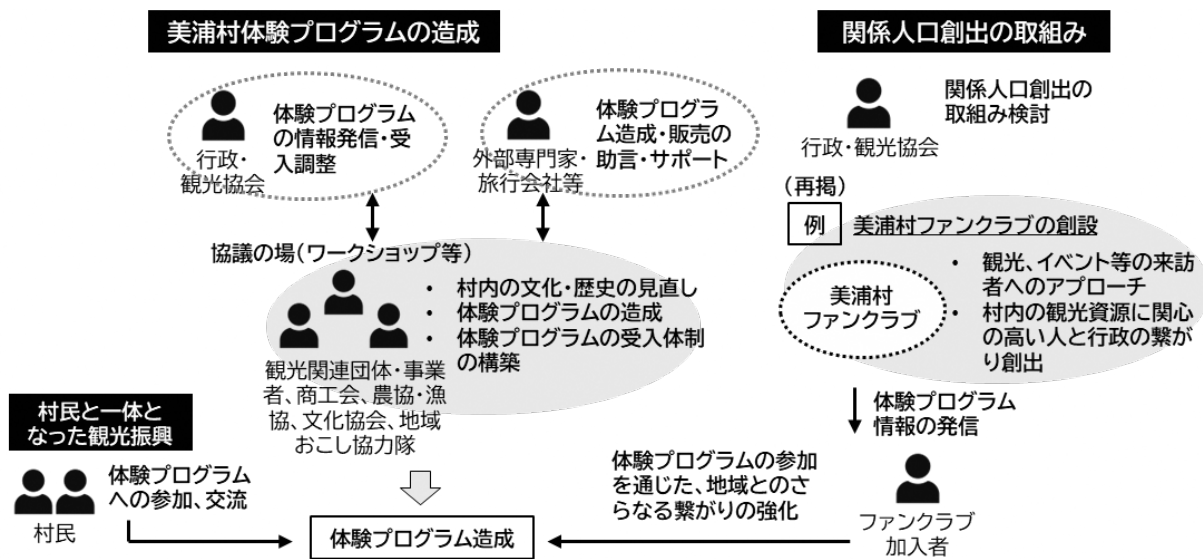 美浦村体験プログラムの造成
体験プログラム
の情報発信・受
入調整
行政・
観光協会
体験プログラ
ム造成・販売の
助言・サポート
外部専門家・
旅行会社等
協議の場（ワークショップ等）
• 村内の文化・歴史の見直し
• 体験プログラムの造成
• 体験プログラムの受入体制
の構築
観光関連団体・事業
者、商工会、農協・漁
協、文化協会、地域
おこし協力隊
村民と一体と
なった観光振興
体験プログラム
への参加、交流
村民
体験プログラム造成
関係人口創出の取組み
関係人口創出の
取組み検討
行政・観光協会
（再掲）
例
美浦村ファンクラブの創設
美浦村
ファンクラブ
• 観光、イベント等の来訪
者へのアプローチ
• 村内の観光資源に関心
の高い人と行政の繋が
り創出
体験プログラム
情報の発信
体験プログラムの参加
を通じた、地域とのさ
らなる繋がりの強化
ファンクラブ
加入者